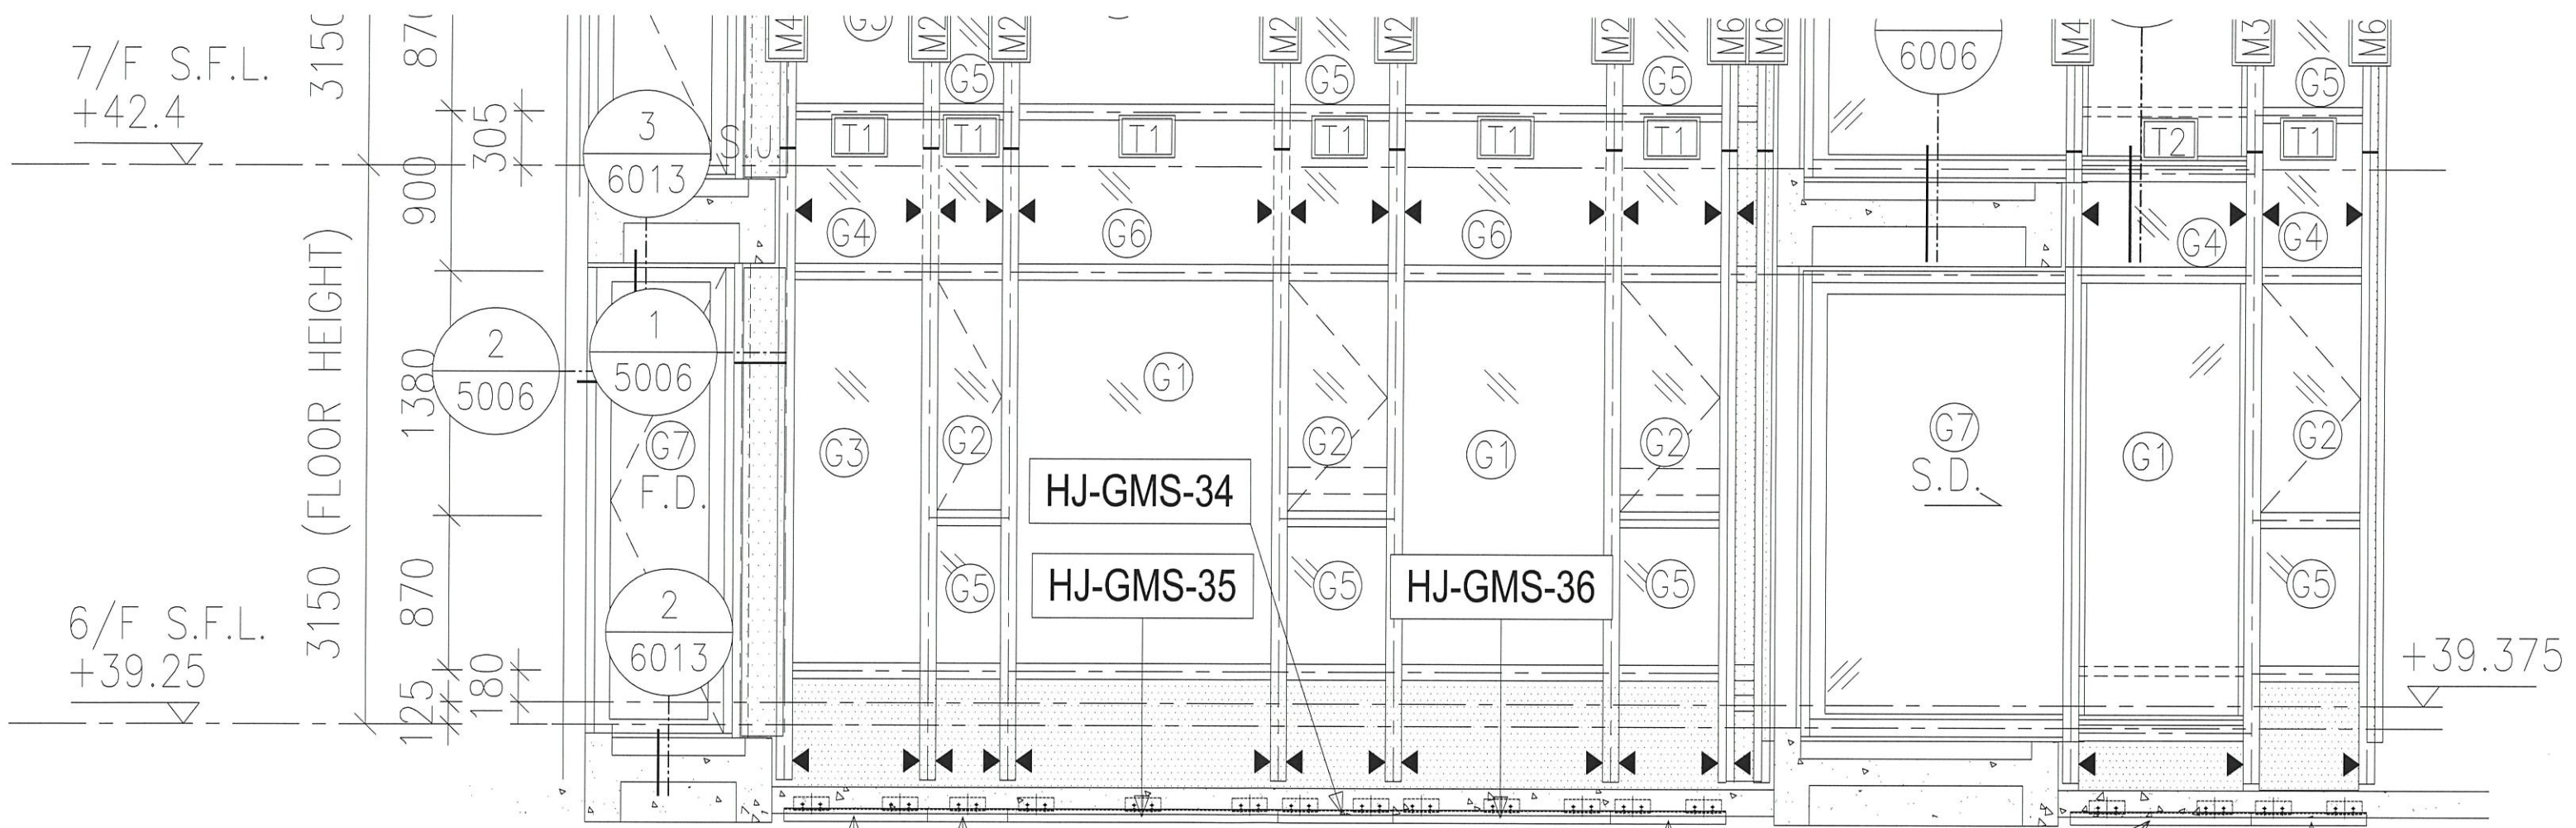 7/F S.F.L.
+42.4
3150
870
305
900
3150 (FLOOR HEIGHT)
1380
870
125
180
6/F S.F.L.
+39.25
3
6013
S.J.
2
5006
1
5006
G7
F.D.
2
6013
M4
M2
M2
M2
M2
M2
M6
M6
M4
M3
M6
G5
G5
G5
G5
6006
T1
T1
T1
T1
T1
T1
T2
T1
G4
G6
G6
G4
G4
G3
G2
G1
G2
G1
G2
G7
S.D.
G1
G2
HJ-GMS-34
HJ-GMS-35
HJ-GMS-36
G5
G5
G5
G5
+39.375